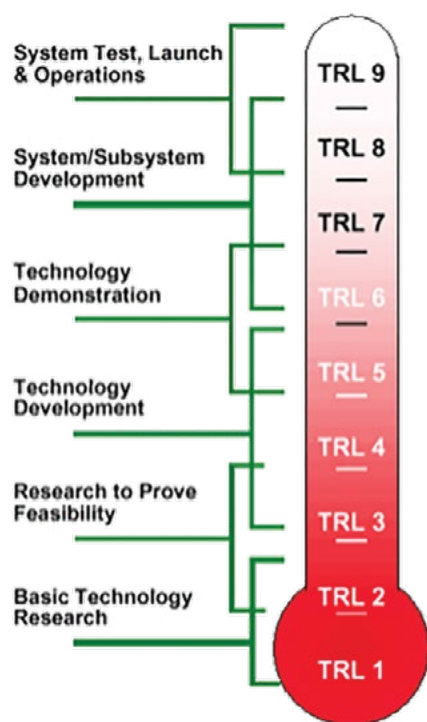 System Test, Launch
& Operations
System/Subsystem
Development
Technology
Demonstration
Technology
Development
Research to Prove
Feasibility
Basic Technology
Research
TRL 9
TRL 8
TRL 7
TRL 6
TRL 5
TRL 4
TRL 3
TRL 2
TRL 1